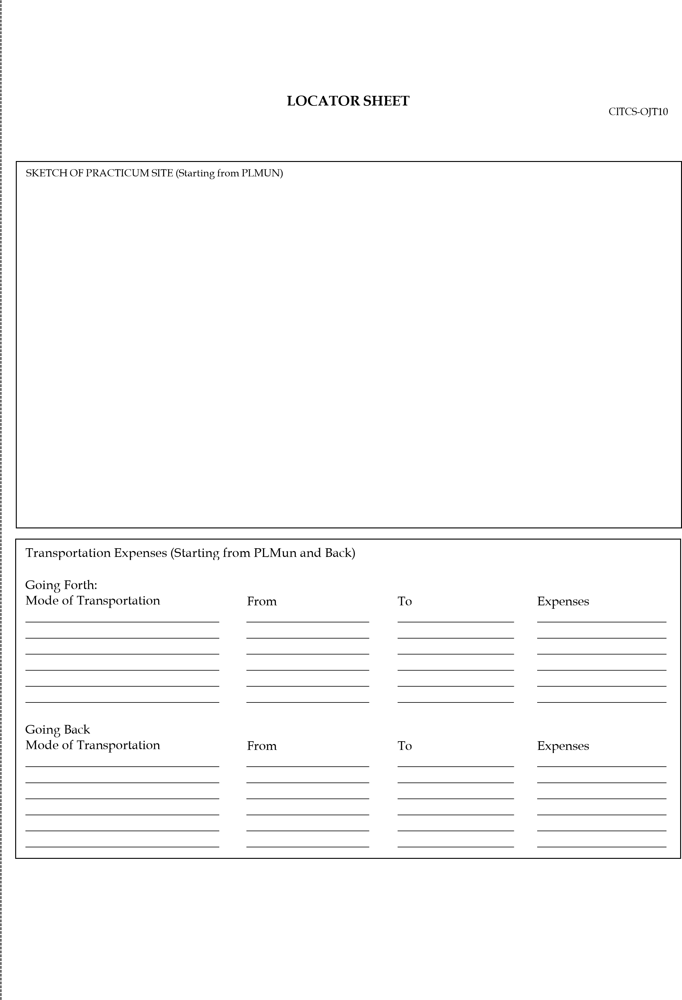 LOCATOR SHEET
CITCS-OJT10
SKETCH OF PRACTICUM SITE (Starting from PLMUN)
Transportation Expenses (Starting from PLMun and Back)
Going Forth:
Mode of Transportation From To Expenses
Going Back
Mode of Transportation From To Expenses